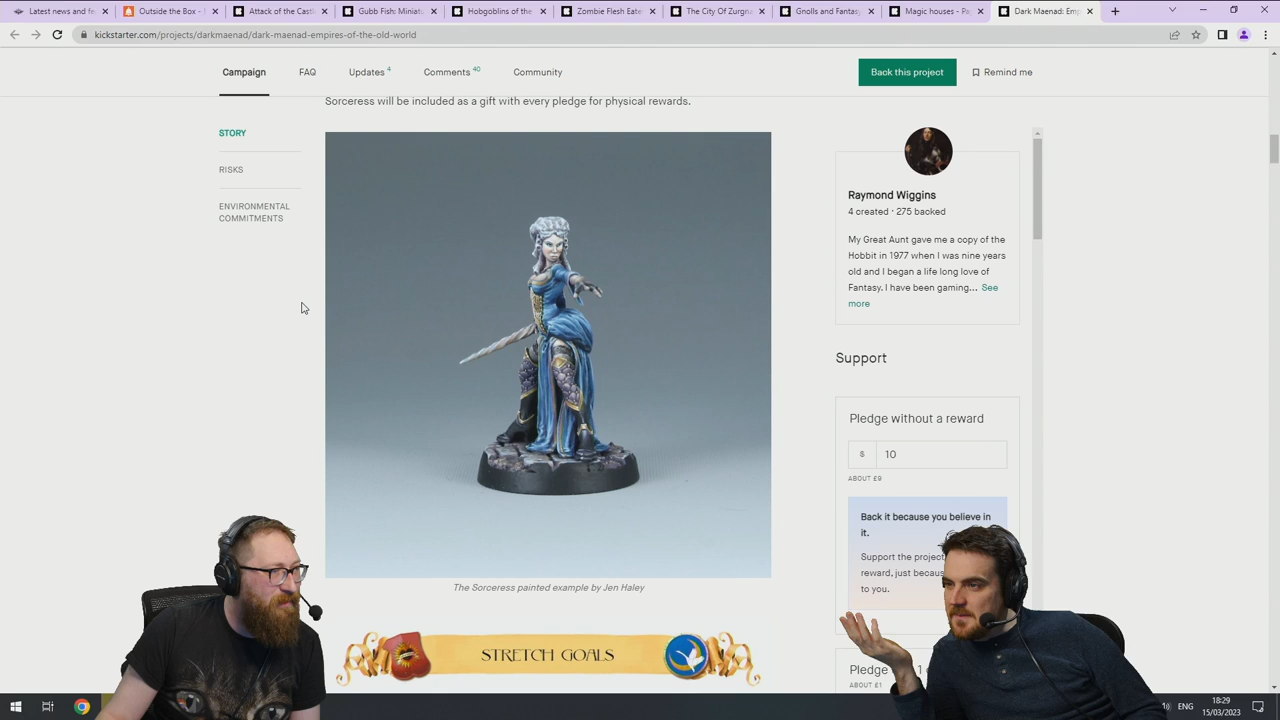 Latest news and fe
Outside the Box - S
Attack of the Castl
Gubb Fish: Miniatu
Hobgoblins of the
Zombie Flesh Eate
The City Of Zurgna
Gnolls and Fantasy
Magic houses - Pa
Dark Maenad: Em
kickstarter.com/projects/darkmaenad/dark-maenad-empires-of-the-old-world
Campaign
FAQ
Updates 4
Comments 40
Community
Back this project
Remind me
Sorceress will be included as a gift with every pledge for physical rewards.
STORY
RISKS
ENVIRONMENTAL
COMMITMENTS
The Sorceress painted example by Jen Haley
STRETCH GOALS
Raymond Wiggins
4 created · 275 backed
My Great Aunt gave me a copy of the
Hobbit in 1977 when I was nine years
old and I began a life long love of
Fantasy. I have been gaming... See
more
Support
Pledge without a reward
$ 10
ABOUT £9
Back it because you believe in
it.
Support the project
reward, just becaus
to you.
Pledge
ABOUT £1
ENG
18:29
15/03/2023